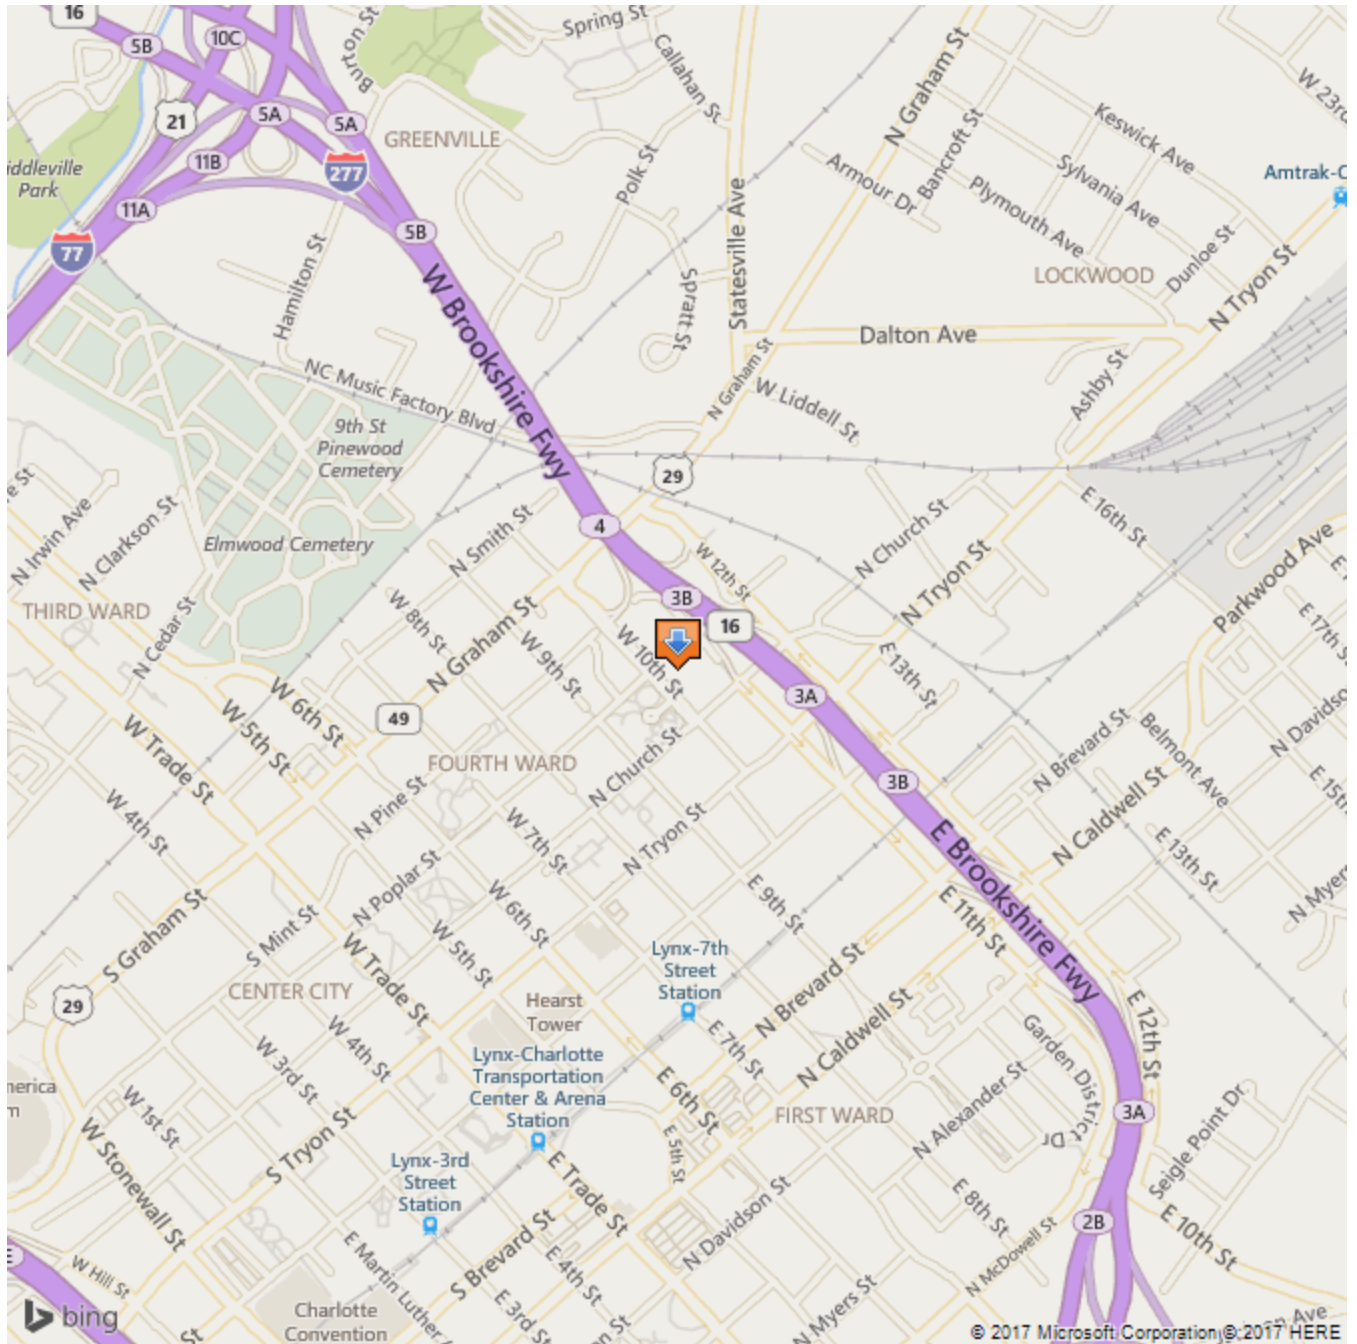 16
5B
10C
Burton St
Spring St
Callahan St
N Graham St
W 23rd
21
5A
5A
GREENVILLE
Keswick Ave
Bancroft St
Armour Dr
Sylvania Ave
Plymouth Ave
Amtrak-C
iddleville
Park
11B
277
11A
Polk St
Statesville Ave
Dunloe St
77
5B
Hamilton St
LOCKWOOD
N Tryon St
W Brookshire Fwy
Spratt St
Dalton Ave
NC Music Factory Blvd
N Graham St
W Liddell St
Ashby St
9th St
Pinewood
Cemetery
29
e St
N Irwin Ave
N Clarkson St
Elmwood Cemetery
N Smith St
4
W 12th St
N Church St
E 16th St
Parkwood Ave
THIRD WARD
N Cedar St
W 8th St
N Graham St
W 9th St
W 10th St
3B
16
N Tryon St
E 13th St
E 17th St
W 6th St
W 5th St
49
3A
N Davidso
W Trade St
FOURTH WARD
N Church St
3B
N Brevard St
Belmont Ave
E 15th
W 4th St
N Pine St
W 7th St
N Tryon St
E Brookshire Fwy
N Caldwell St
E 13th St
N Myers
N Poplar St
W 6th St
E 9th St
E 11th St
S Graham St
S Mint St
W Trade St
W 5th St
Lynx-7th
Street
Station
N Brevard St
29
CENTER CITY
Hearst
Tower
E 7th St
N Caldwell St
Garden District Dr
E 12th St
W 4th St
W 3rd St
Lynx-Charlotte
Transportation
Center & Arena
Station
E 6th St
FIRST WARD
N Alexander St
3A
merica
m
W 1st St
W Stonewall St
S Tryon St
E 5th St
Seigle Point Dr
Lynx-3rd
Street
Station
E Trade St
N Davidson St
E 8th St
N McDowell St
2B
E 10th St
E
W Hill St
E Martin Luther
S Brevard St
E 4th St
E 3rd St
N Myers St
Charlotte
Convention
bing
© 2017 Microsoft Corporation © 2017 HERE